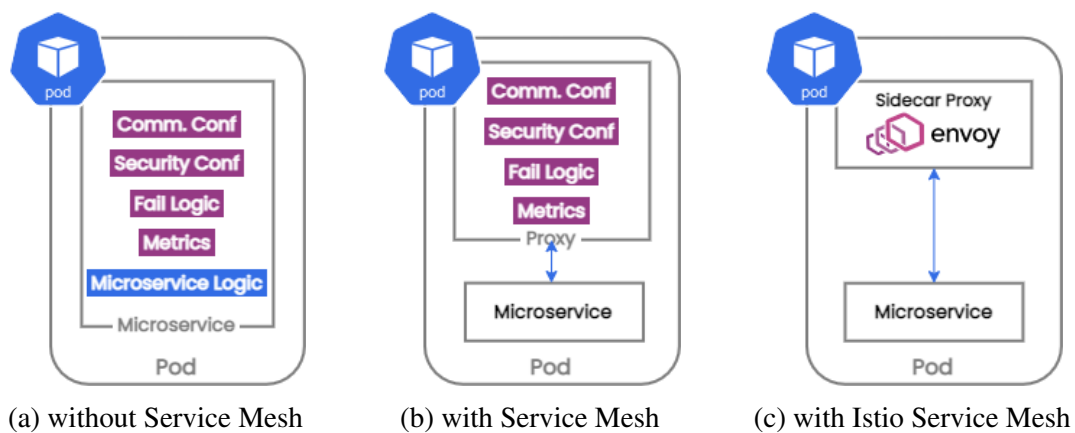 pod
Comm. Conf
Security Conf
Fail Logic
Metrics
Microservice Logic
Microservice
Pod
(a) without Service Mesh
pod
Comm. Conf
Security Conf
Fail Logic
Metrics
Proxy
Microservice
Pod
(b) with Service Mesh
pod
Sidecar Proxy
envoy
Microservice
Pod
(c) with Istio Service Mesh